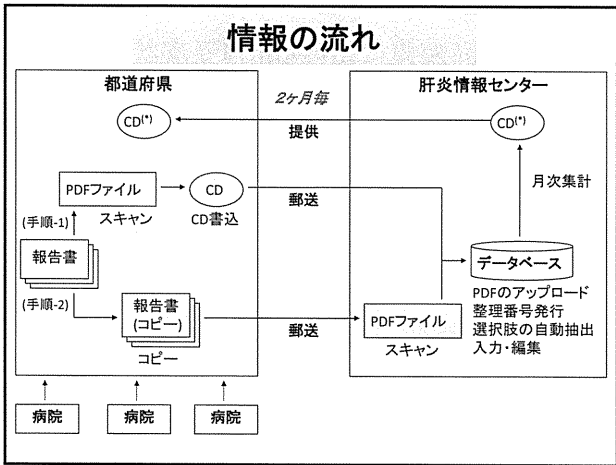 情報の流れ
都道府県
2ヶ月毎
肝炎情報センター
CD(*)
提供
CD(*)
月次集計
PDFファイル
CD
スキャン
CD書込
郵送
(手順-1)
報告書
(手順-2)
データベース
PDFのアップロード
整理番号発行
選択肢の自動抽出
入力・編集
報告書
(コピー)
コピー
郵送
PDFファイル
スキャン
病院
病院
病院